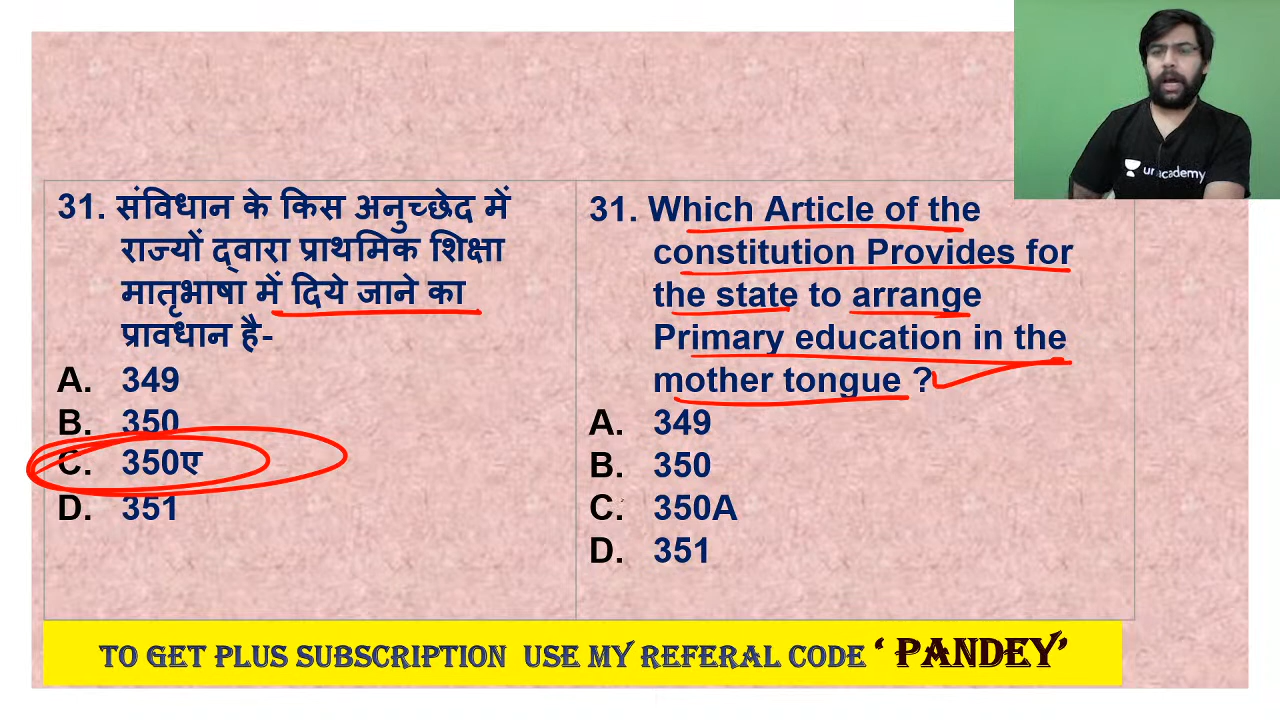 31. संविधान के किस अनुच्छेद में
राज्यों द्वारा प्राथमिक शिक्षा
मातृभाषा में दिये जाने का
प्रावधान है-
A. 349
B. 350
C. 350ए
D. 351
31. Which Article of the
constitution Provides for
the state to arrange
Primary education in the
mother tongue ?
A. 349
B. 350
C. 350A
D. 351
unacademy
TO GET PLUS SUBSCRIPTION USE MY REFERAL CODE ‘ PANDEY’